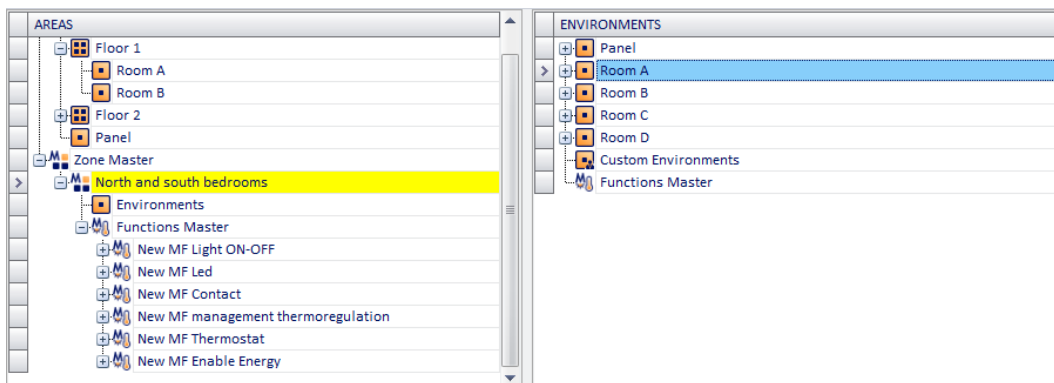 AREAS
Floor 1
Room A
Room B
Floor 2
Panel
Zone Master
North and south bedrooms
Environments
Functions Master
New MF Light ON-OFF
New MF Led
New MF Contact
New MF management thermoregulation
New MF Thermostat
New MF Enable Energy
ENVIRONMENTS
Panel
Room A
Room B
Room C
Room D
Custom Environments
Functions Master